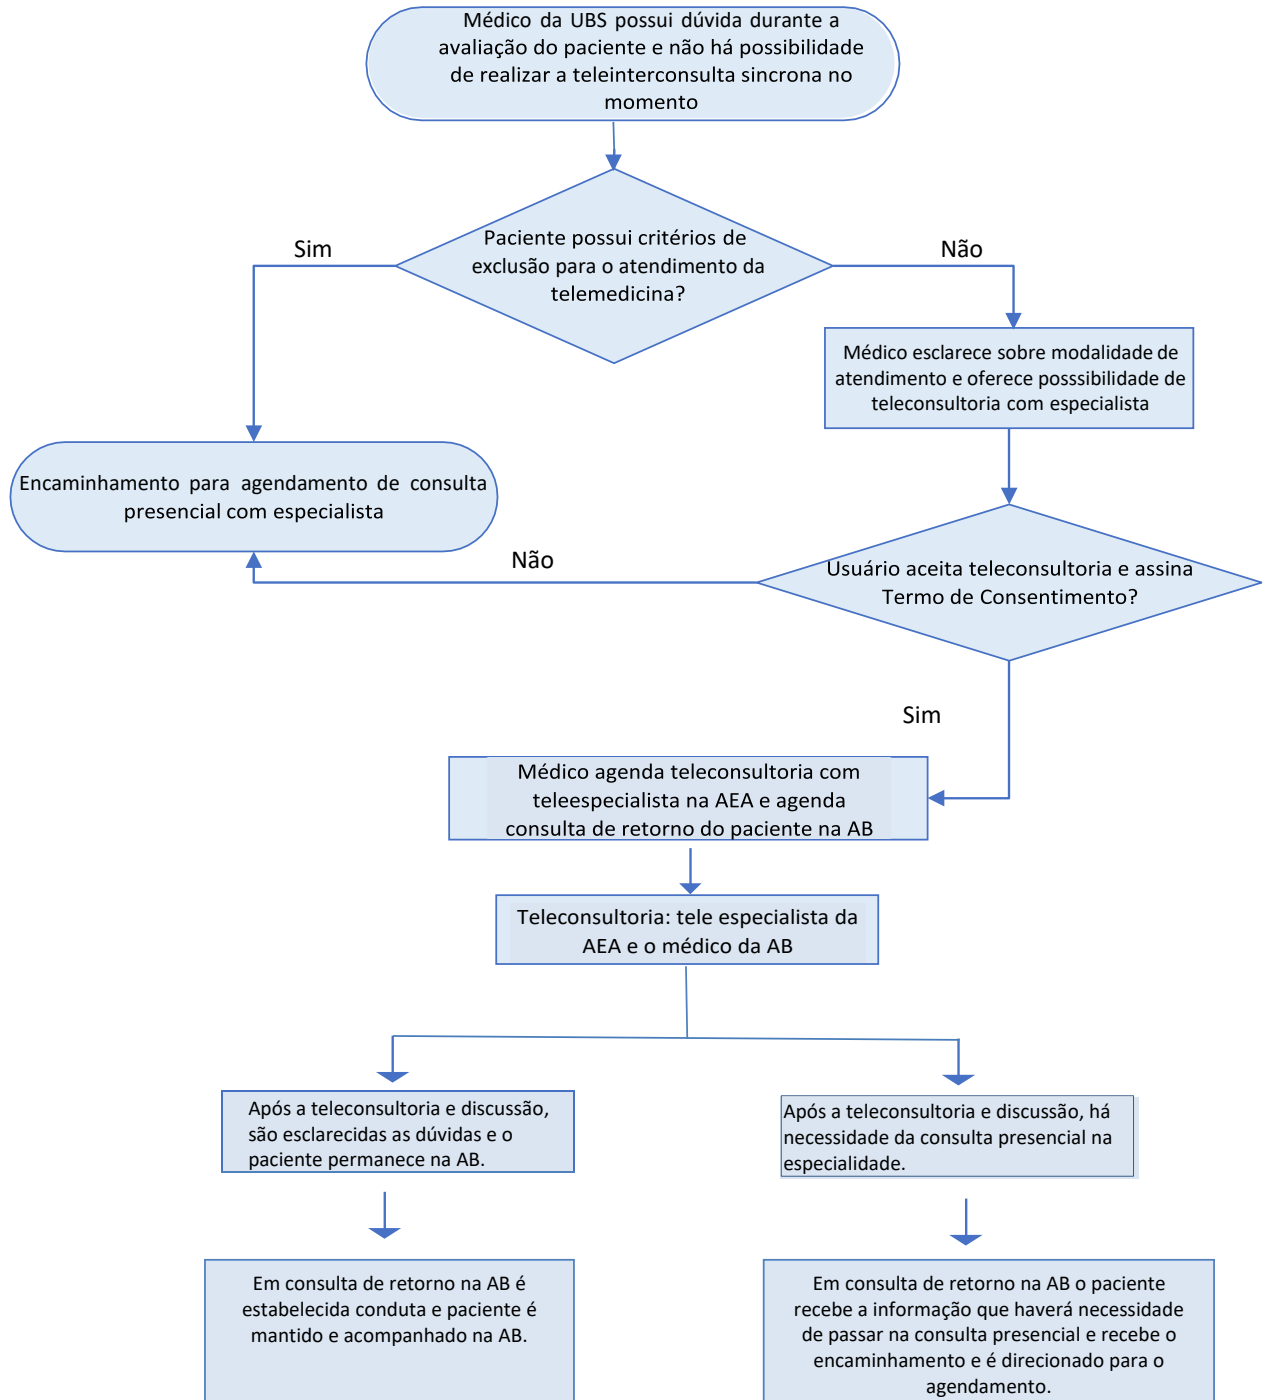 Médico da UBS possui dúvida durante a
avaliação do paciente e não há possibilidade
de realizar a teleinterconsulta sincrona no
momento
Paciente possui critérios de
exclusão para o atendimento da
telemedicina?
Sim
Não
Médico esclarece sobre modalidade de
atendimento e oferece posssibilidade de
teleconsultoria com especialista
Encaminhamento para agendamento de consulta
presencial com especialista
Não
Usuário aceita teleconsultoria e assina
Termo de Consentimento?
Sim
Médico agenda teleconsultoria com
teleespecialista na AEA e agenda
consulta de retorno do paciente na AB
Teleconsultoria: tele especialista da
AEA e o médico da AB
Após a teleconsultoria e discussão,
são esclarecidas as dúvidas e o
paciente permanece na AB.
Após a teleconsultoria e discussão, há
necessidade da consulta presencial na
especialidade.
Em consulta de retorno na AB é
estabelecida conduta e paciente é
mantido e acompanhado na AB.
Em consulta de retorno na AB o paciente
recebe a informação que haverá necessidade
de passar na consulta presencial e recebe o
encaminhamento e é direcionado para o
agendamento.